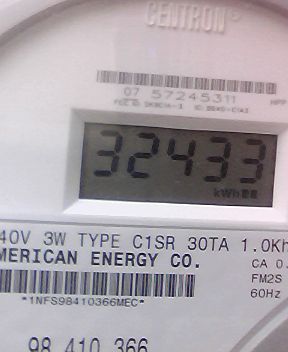 CENTRON®
07 57245311
32433
kWh
40V 3W TYPE C1SR 30TA 1.0Kh
MERICAN ENERGY CO.
CA 0.
FM2S
*1NFS98410366MEC*
60Hz
98 410 366